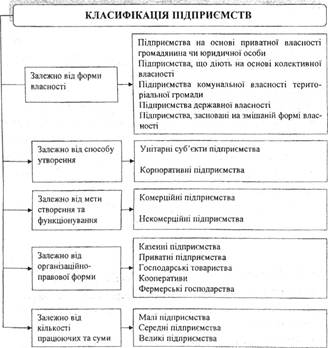 КЛАСИФІКАЦІЯ ПІДПРИЄМСТВ
Залежно від форми
власності
Підприємства на основі приватної власності
громадянина чи юридичної особи
Підприємства, що діють на основі колективної
власності
Підприємства комунальної власності терито-
ріальної громади
Підприємства державної власності
Підприємства, засновані на змішаній формі влас-
ності
Залежно від способу
утворення
Унітарні суб’єкти підприємства
Корпоративні підприємства
Залежно від мети
створення та
функціонування
Комерційні підприємства
Некомерційні підприємства
Залежно від
організаційно-
правової форми
Казенні підприємства
Приватні підприємства
Господарські товариства
Кооперативи
Фермерські господарства
Залежно від
кількості
працюючих та суми
Малі підприємства
Середні підприємства
Великі підприємства